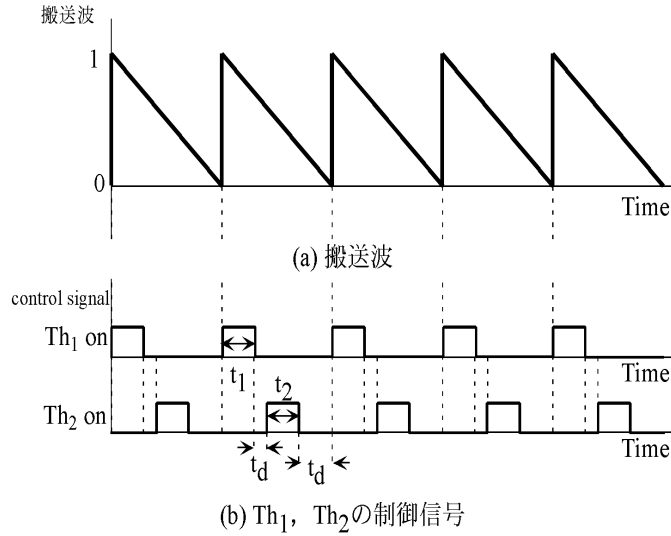 搬送波
1
0
Time
(a) 搬送波
control signal
Th1 on
t1
Time
t2
Th2 on
Time
td
td
(b) Th1，Th2の制御信号